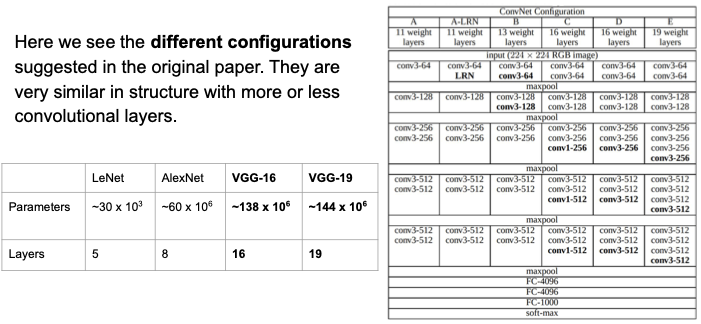 Here we see the different configurations
suggested in the original paper. They are
very similar in structure with more or less
convolutional layers.
LeNet AlexNet VGG-16 VGG-19
Parameters ~30 x 10³ ~60 x 10⁶ ~138 x 10⁶ ~144 x 10⁶
Layers 5 8 16 19
ConvNet Configuration
A A-LRN B C D E
11 weight 11 weight 13 weight 16 weight 16 weight 19 weight
layers layers layers layers layers layers
input (224 × 224 RGB image)
conv3-64 conv3-64 conv3-64 conv3-64 conv3-64 conv3-64
LRN conv3-64 conv3-64 conv3-64 conv3-64
maxpool
conv3-128 conv3-128 conv3-128 conv3-128 conv3-128 conv3-128
conv3-128 conv3-128 conv3-128 conv3-128
maxpool
conv3-256 conv3-256 conv3-256 conv3-256 conv3-256 conv3-256
conv3-256 conv3-256 conv3-256 conv3-256 conv3-256 conv3-256
conv1-256 conv3-256 conv3-256
conv3-256
maxpool
conv3-512 conv3-512 conv3-512 conv3-512 conv3-512 conv3-512
conv3-512 conv3-512 conv3-512 conv3-512 conv3-512 conv3-512
conv1-512 conv3-512 conv3-512
conv3-512
maxpool
conv3-512 conv3-512 conv3-512 conv3-512 conv3-512 conv3-512
conv3-512 conv3-512 conv3-512 conv3-512 conv3-512 conv3-512
conv1-512 conv3-512 conv3-512
conv3-512
maxpool
FC-4096
FC-4096
FC-1000
soft-max